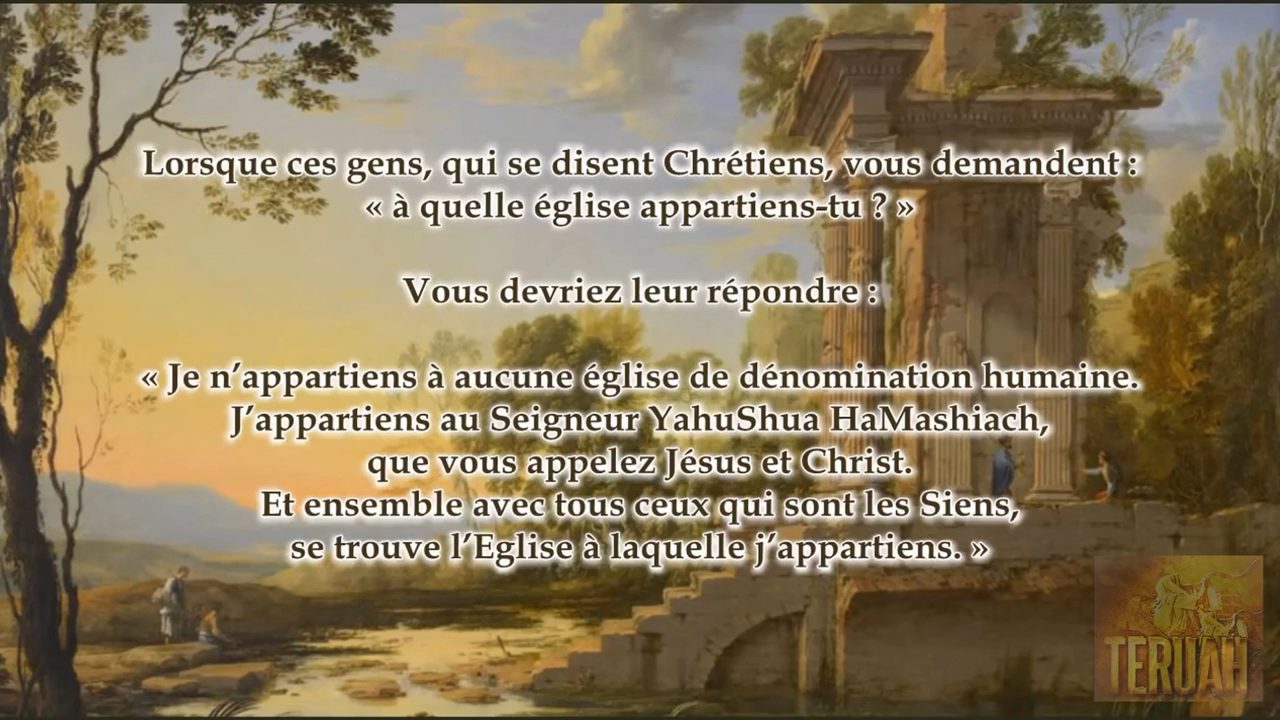 Lorsque ces gens, qui se disent Chrétiens, vous demandent :
« à quelle église appartiens-tu ? »
Vous devriez leur répondre :
« Je n’appartiens à aucune église de dénomination humaine.
J’appartiens au Seigneur YahuShua HaMashiach,
que vous appelez Jésus et Christ.
Et ensemble avec tous ceux qui sont les Siens,
se trouve l’Eglise à laquelle j’appartiens. »
TERUAH